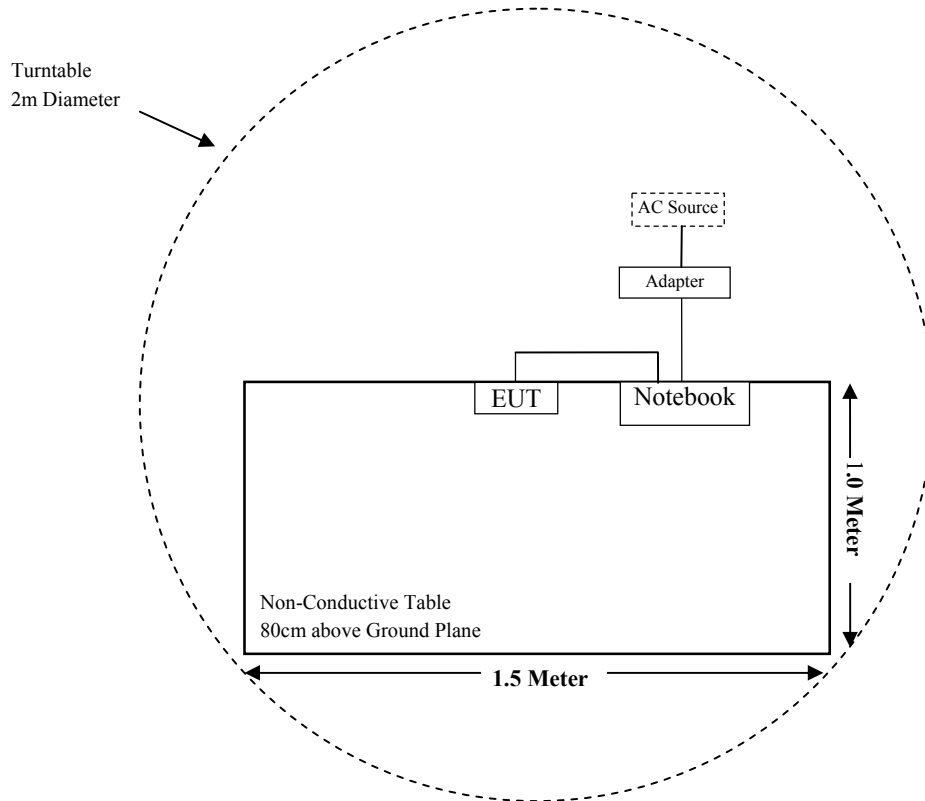 Turntable
2m Diameter
AC Source
Adapter
EUT
Notebook
1.0 Meter
Non-Conductive Table
80cm above Ground Plane
1.5 Meter